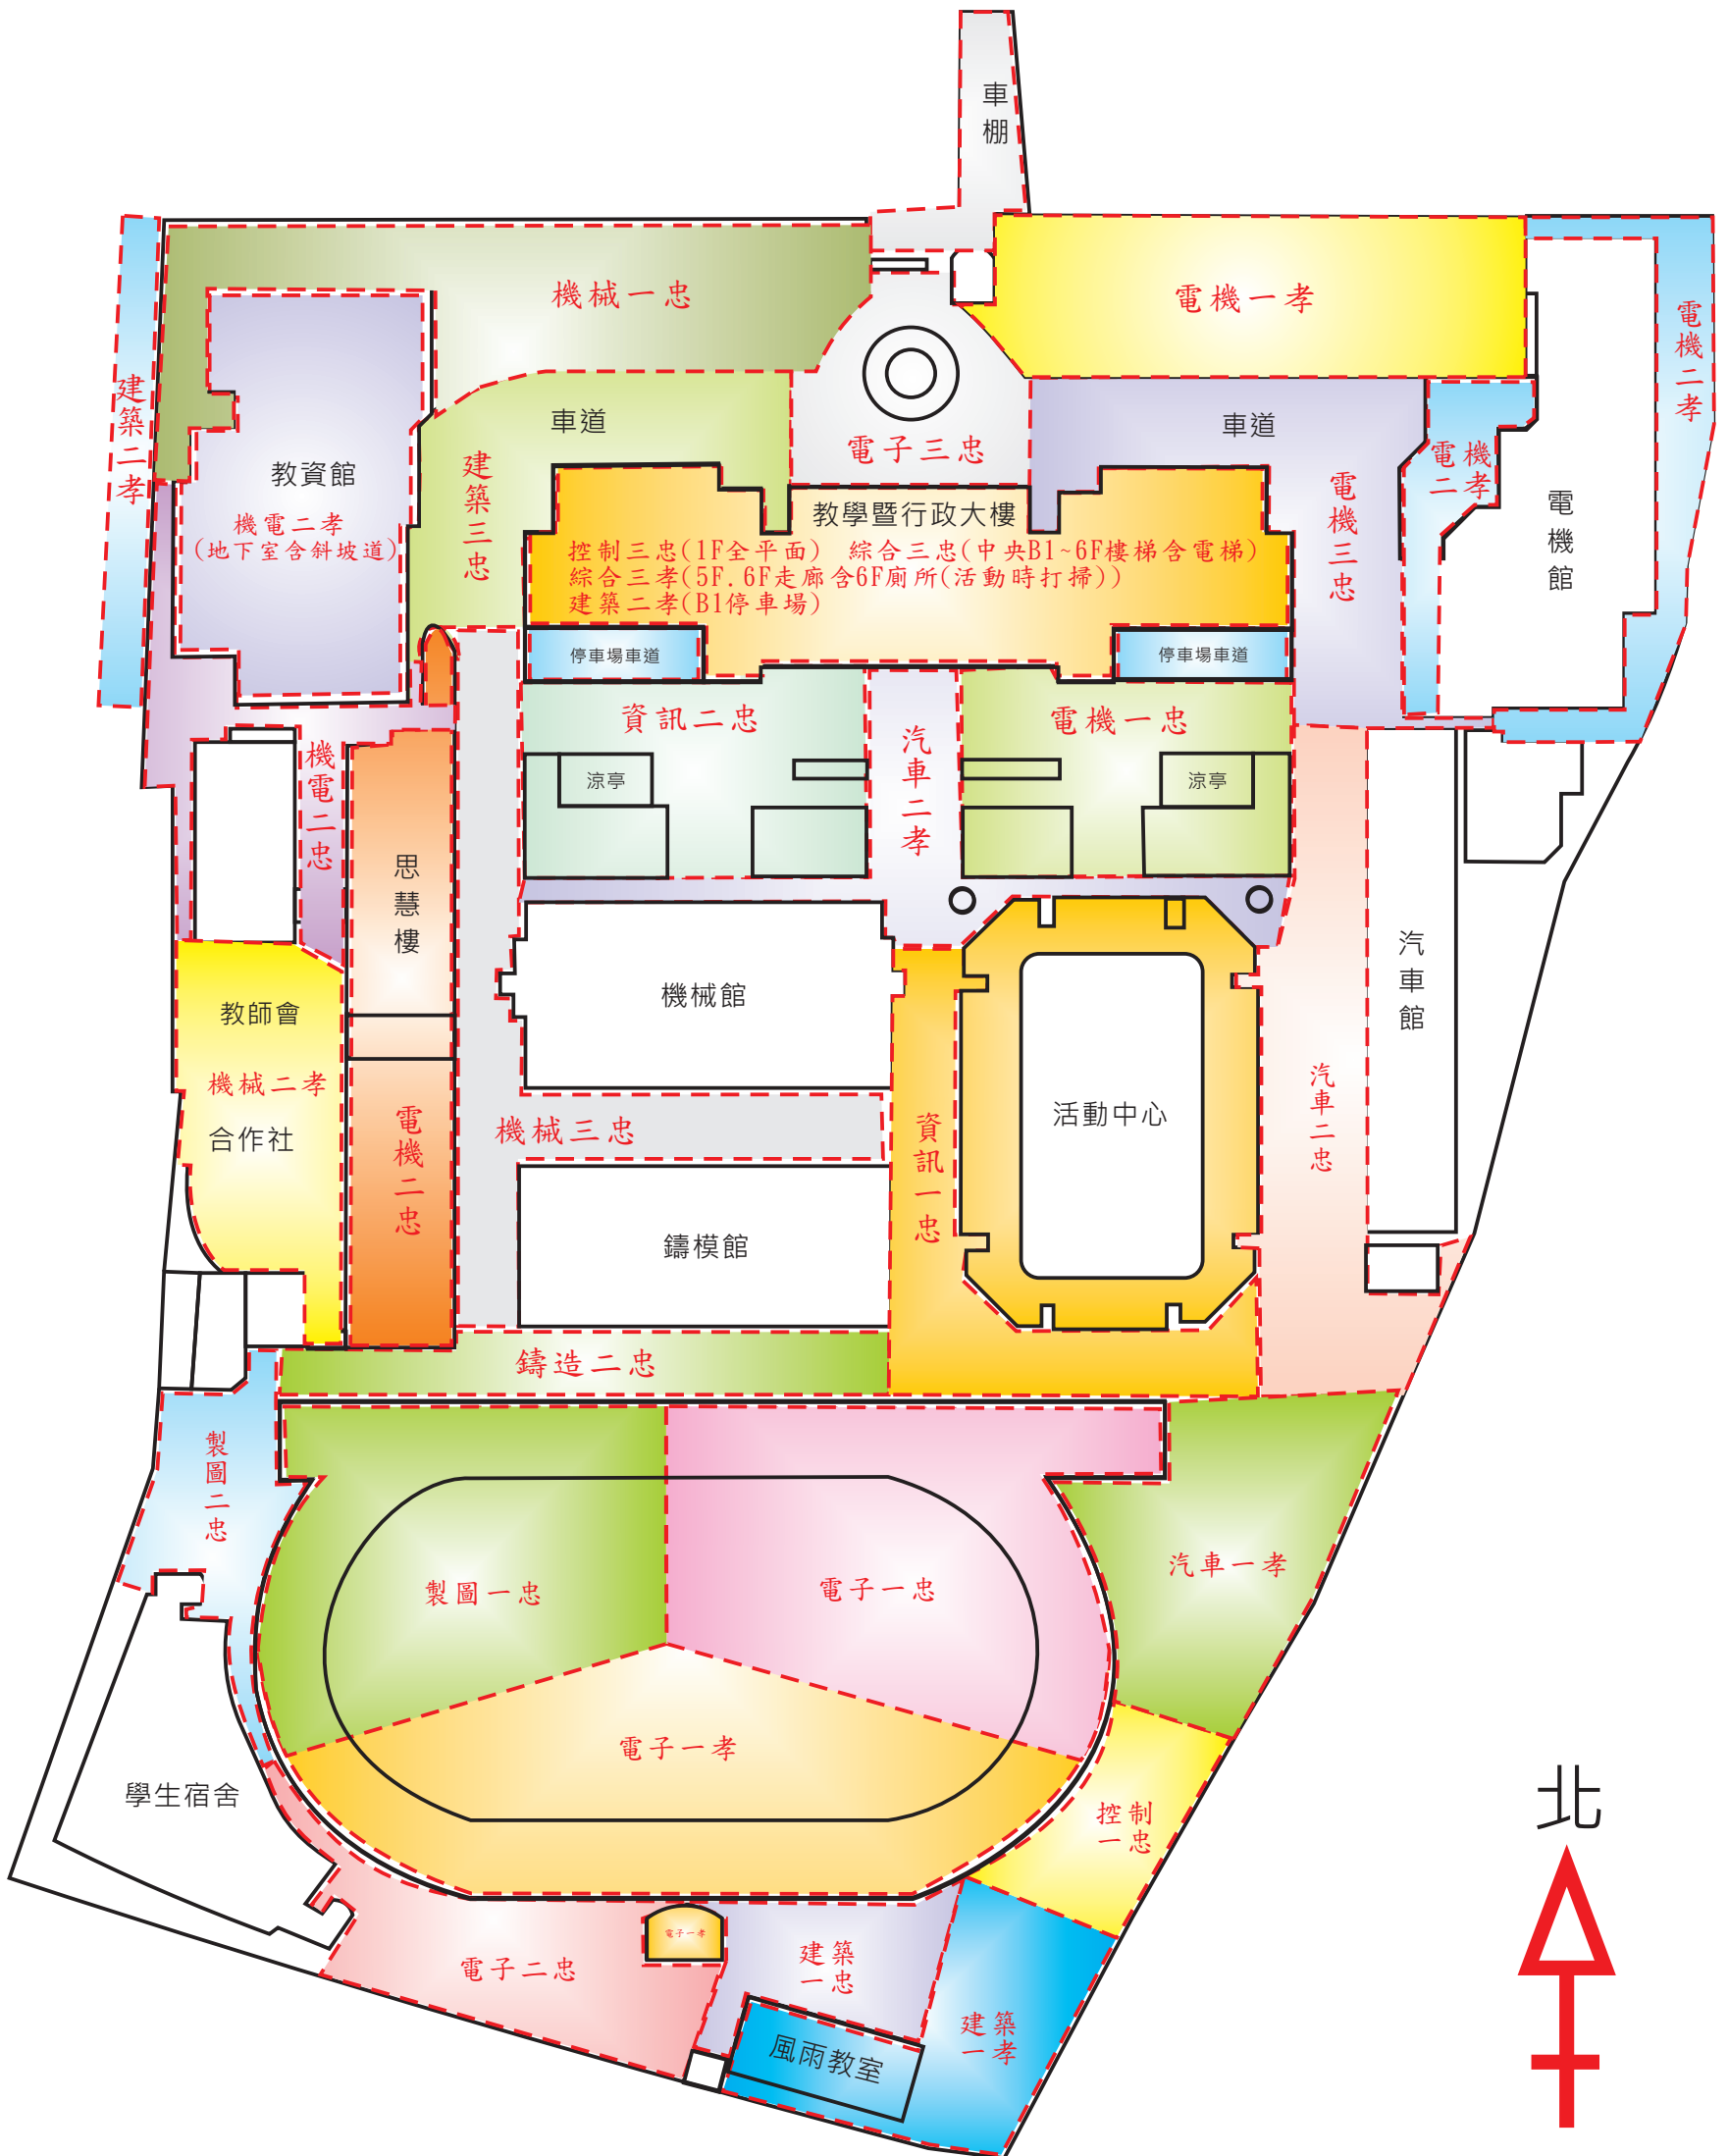 車棚
機械一忠
電機一孝
電機二孝
建築二孝
車道
車道
電子三忠
建築三忠
教資館
機電二孝
(地下室含斜坡道)
電機三忠
電機二孝
電機館
教學暨行政大樓
控制三忠(1F全平面) 綜合三忠(中央B1~6F樓梯含電梯)
綜合三孝(5F.6F走廊含6F廁所(活動時打掃))
建築二孝(B1停車場)
停車場車道
停車場車道
資訊二忠
汽車二孝
電機一忠
機電二忠
涼亭
涼亭
思慧樓
機械館
汽車館
教師會
機械二孝
合作社
電機二忠
機械三忠
資訊一忠
活動中心
汽車二忠
鑄模館
鑄造二忠
製圖二忠
製圖一忠
電子一忠
汽車一孝
電子一孝
學生宿舍
控制
一忠
北
電子一孝
電子二忠
建築
一忠
建築
一孝
風雨教室